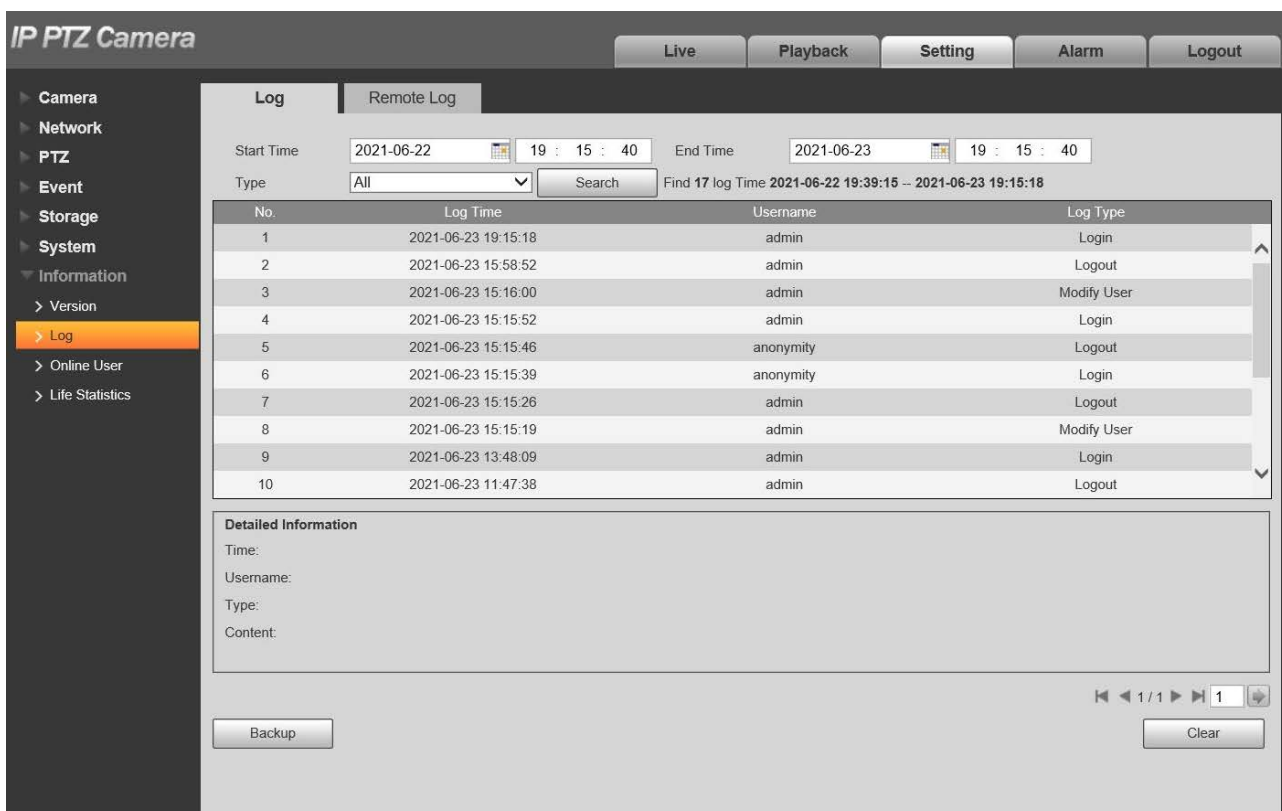 IP PTZ Camera
Live Playback Setting Alarm Logout
Camera
Network
PTZ
Event
Storage
System
Information
Version
Log
Online User
Life Statistics
Log Remote Log
Start Time 2021-06-22 19 : 15 : 40 End Time 2021-06-23 19 : 15 : 40
Type All Search Find 17 log Time 2021-06-22 19:39:15 -- 2021-06-23 19:15:18
No. Log Time Username Log Type
1 2021-06-23 19:15:18 admin Login
2 2021-06-23 15:58:52 admin Logout
3 2021-06-23 15:16:00 admin Modify User
4 2021-06-23 15:15:52 admin Login
5 2021-06-23 15:15:46 anonymity Logout
6 2021-06-23 15:15:39 anonymity Login
7 2021-06-23 15:15:26 admin Logout
8 2021-06-23 15:15:19 admin Modify User
9 2021-06-23 13:48:09 admin Login
10 2021-06-23 11:47:38 admin Logout
Detailed Information
Time:
Username:
Type:
Content:
1 / 1 1
Backup Clear